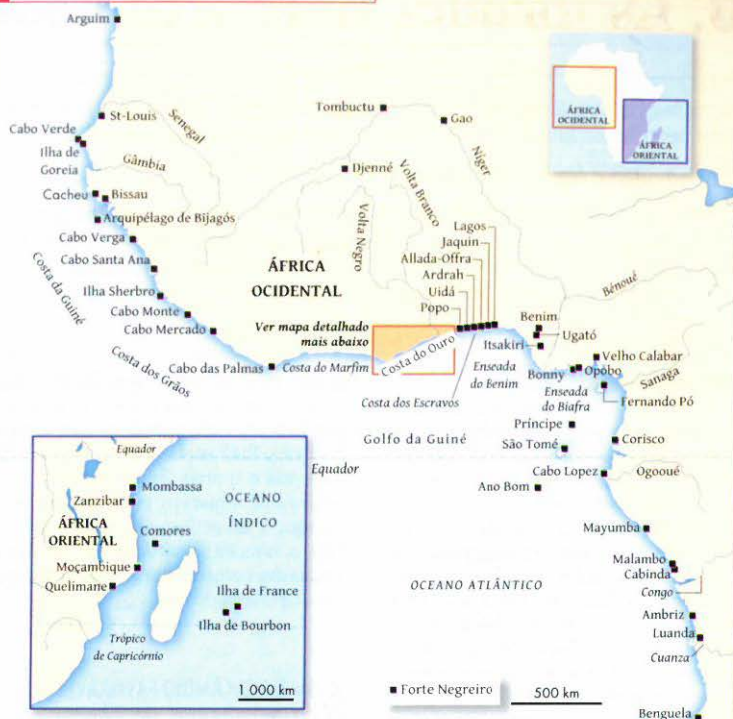 Arguim
St-Louis
Senegal
Cabo Verde
Ilha de
Goreia
Gâmbia
Cacheu
Bissau
Arquipélago de Bijagós
Cabo Verga
Cabo Santa Ana
Costa da Guiné
Ilha Sherbro
Cabo Monte
Cabo Mercado
Costa dos Grãos
Cabo das Palmas
Costa do Marfim
Tombuctu
Gao
Níger
Djenné
Volta Branco
Volta Negro
ÁFRICA
OCIDENTAL
Ver mapa detalhado
mais abaixo
Costa do Ouro
Lagos
Jaquin
Allada-Offra
Ardrah
Uidá
Popo
Costa dos Escravos
Benim
Ugató
Itsakiri
Enseada
do Benim
Bénoué
Velho Calabar
Bonny
Opobo
Sanaga
Enseada
do Biafra
Fernando Pó
Príncipe
São Tomé
Corisco
Golfo da Guiné
Equador
Cabo Lopez
Ogooué
Ano Bom
Mayumba
Malambo
Cabinda
Congo
OCEANO ATLÂNTICO
Ambriz
Luanda
Cuanza
Benguela
Forte Negreiro
500 km
ÁFRICA
OCIDENTAL
ÁFRICA
ORIENTAL
Equador
Mombassa
Zanzibar
OCEANO
ÍNDICO
ÁFRICA
ORIENTAL
Comores
Moçambique
Quelimane
Ilha de France
Ilha de Bourbon
Trópico
de Capricórnio
1 000 km